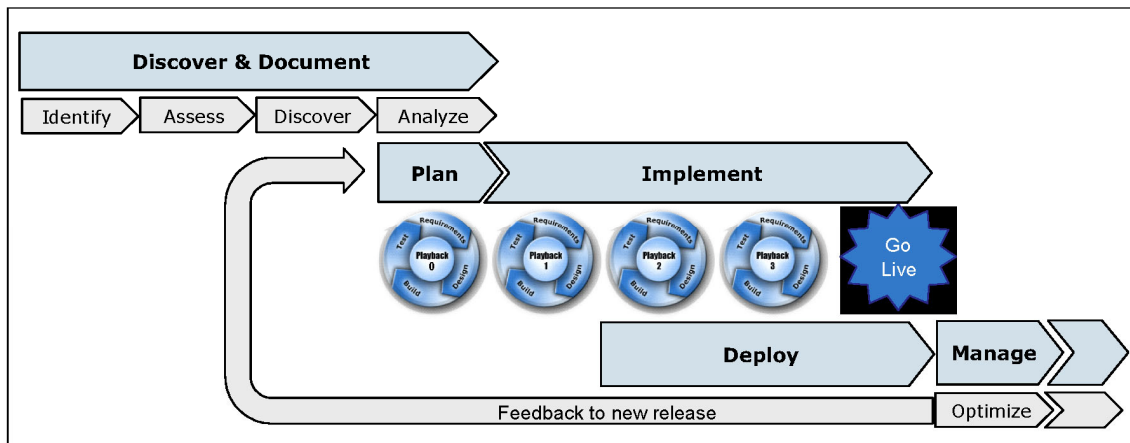 Discover & Document
Identify
Assess
Discover
Analyze
Plan
Implement
Requirements
Test
Playback
0
Design
Build
Requirements
Test
Playback
1
Design
Build
Requirements
Test
Playback
2
Design
Build
Requirements
Test
Playback
3
Design
Build
Go
Live
Deploy
Manage
Feedback to new release
Optimize